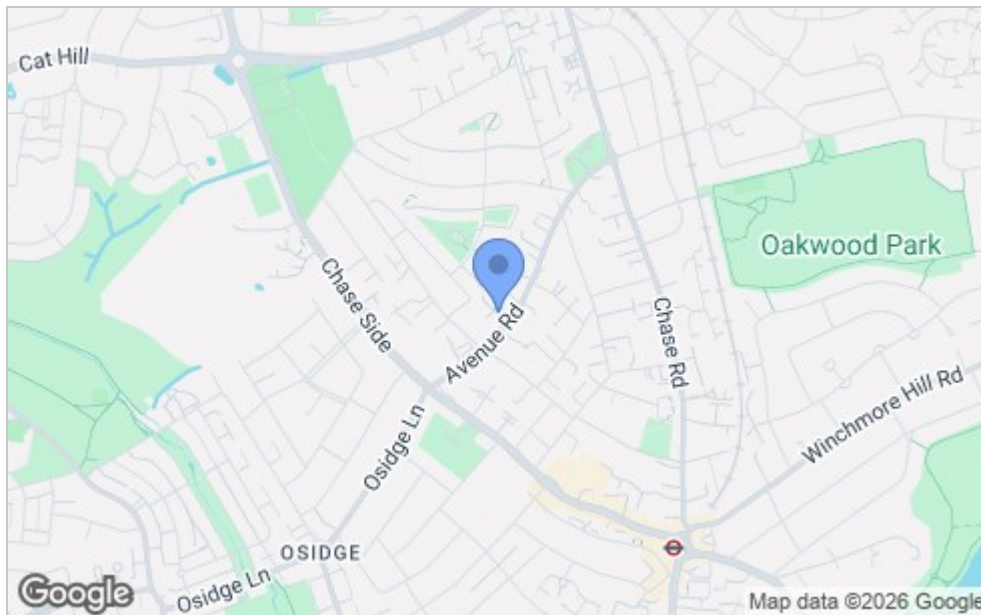 Cat Hill
Oakwood Park
Chase Side
Chase Rd
Avenue Rd
Winchmore Hill Rd
Osidge Ln
OSIDGE
Osidge Ln
Google
Map data ©2026 Google